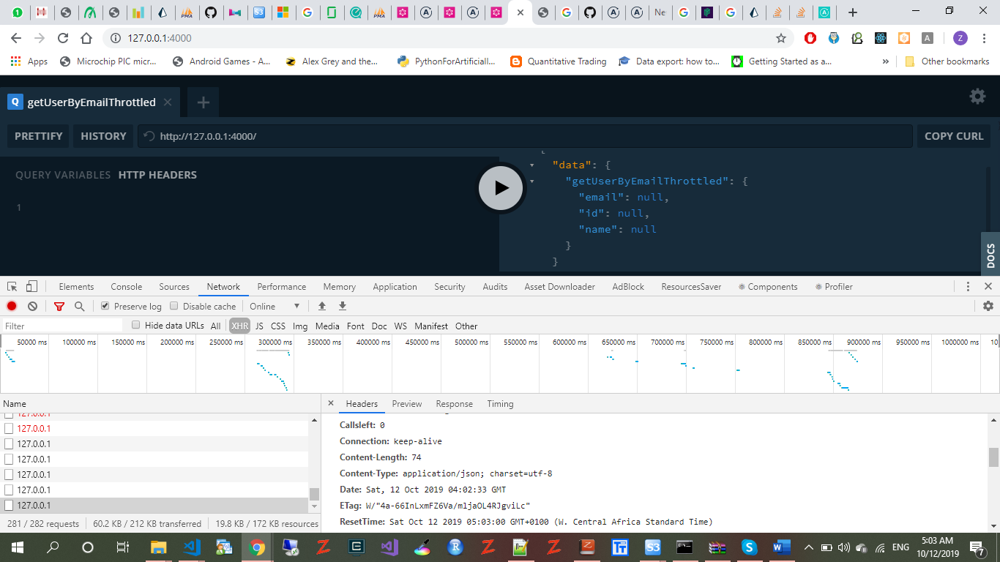 Ne
127.0.0.1:4000
Z
Apps
Microchip PIC micr...
Android Games - A...
Alex Grey and the...
PythonForArtificiall...
Quantitative Trading
Data export: how to...
Getting Started as a...
»
Other bookmarks
Q getUserByEmailThrottled
PRETTIFY
HISTORY
http://127.0.0.1:4000/
COPY CURL
QUERY VARIABLES HTTP HEADERS
1
"data": {
"getUserByEmailThrottled": {
"email": null,
"id": null,
"name": null
}
}
DOCS
Elements Console Sources Network Performance Memory Application Security Audits Asset Downloader AdBlock ResourcesSaver Components Profiler
Preserve log Disable cache Online
Filter Hide data URLs All XHR JS CSS Img Media Font Doc WS Manifest Other
50000 ms 100000 ms 150000 ms 200000 ms 250000 ms 300000 ms 350000 ms 400000 ms 450000 ms 500000 ms 550000 ms 600000 ms 650000 ms 700000 ms 750000 ms 800000 ms 850000 ms 900000 ms 950000 ms 1000000 ms 10
Name
127.0.0.1
127.0.0.1
127.0.0.1
127.0.0.1
127.0.0.1
127.0.0.1
127.0.0.1
281 / 282 requests 60.2 KB / 212 KB transferred 19.8 KB / 172 KB resources
Headers Preview Response Timing
Callsleft: 0
Connection: keep-alive
Content-Length: 74
Content-Type: application/json; charset=utf-8
Date: Sat, 12 Oct 2019 04:02:33 GMT
ETag: W/"4a-66InLxmFZ6Va/mljaOL4RJgviLc"
ResetTime: Sat Oct 12 2019 05:03:00 GMT+0100 (W. Central Africa Standard Time)
ENG
5:03 AM
10/12/2019
7